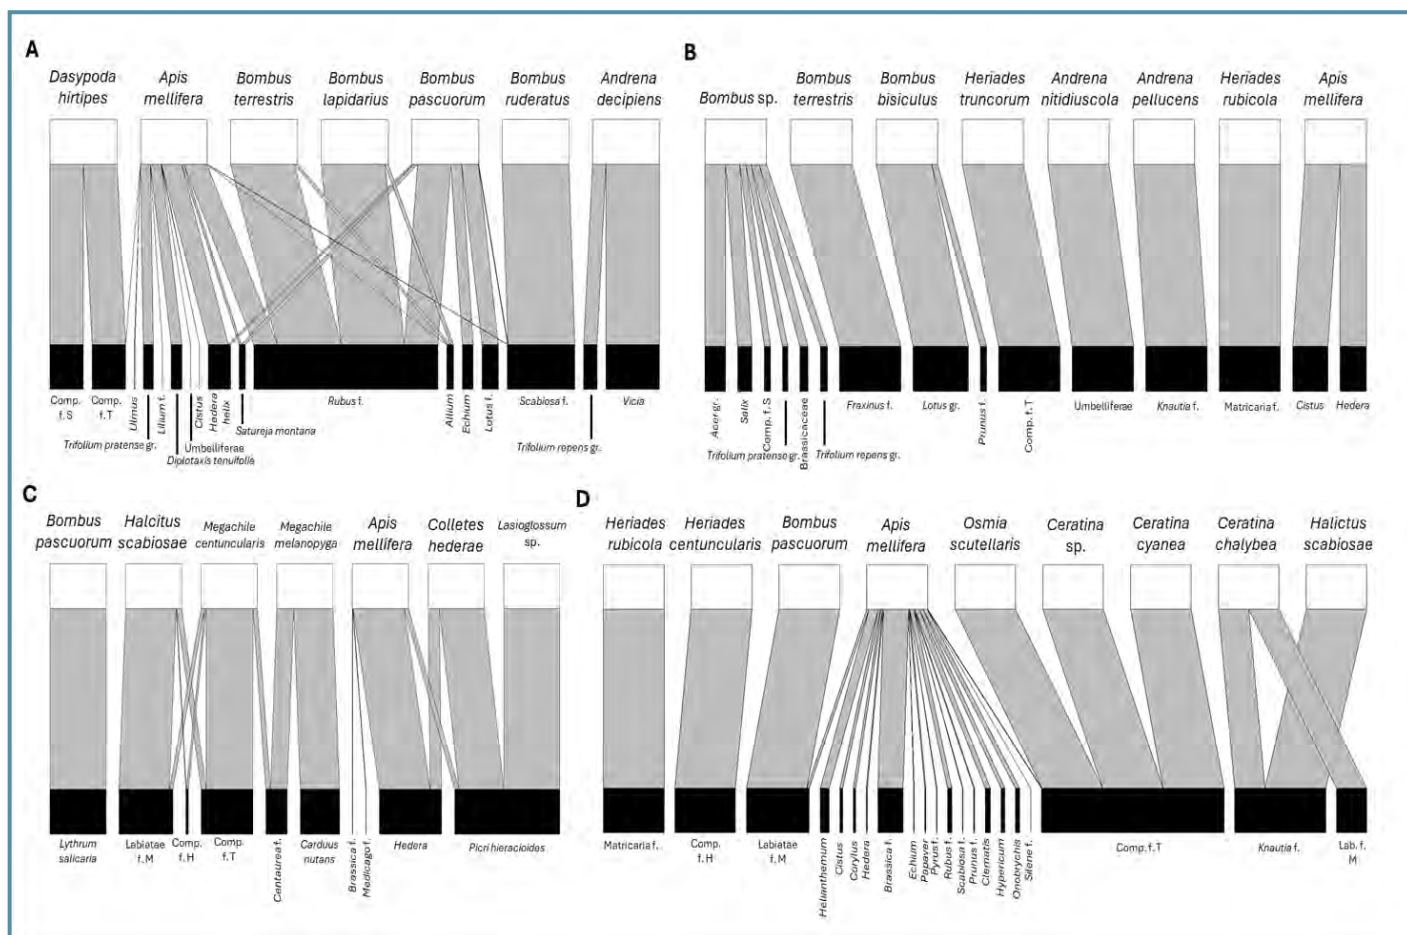 A
Dasypoda
hirtipes
Apis
mellifera
Bombus
terrestris
Bombus
lapidarius
Bombus
pascuorum
Bombus
ruderatus
Andrena
decipiens
Comp.
f. S
Comp.
f. T
Ulmus
Trifolium pratense gr.
Lilium f.
Diplotaxis tenuifolia
Umbelliferae
Cistus
Hedera
helix
Satureja montana
Rubus f.
Allium
Echium
Lotus f.
Scabiosa f.
Trifolium repens gr.
Vicia
B
Bombus sp.
Bombus
terrestris
Bombus
bisiculus
Heriades
truncorum
Andrena
nitidiuscola
Andrena
pellucens
Heriades
rubicola
Apis
mellifera
Acer gr.
Salix
Comp. f. S
Trifolium pratense gr.
Brassicaceae
Trifolium repens gr.
Fraxinus f.
Lotus gr.
Prunus f.
Comp. f. T
Umbelliferae
Knautia f.
Matricaria f.
Cistus
Hedera
C
Bombus
pascuorum
Halcitus
scabiosae
Megachile
centuncularis
Megachile
melanopyga
Apis
mellifera
Colletes
hederae
Lasioglossum
sp.
Lythrum
salicaria
Labiatae
f. M
Comp.
f. H
Comp.
f. T
Centaurea f.
Carduus
nutans
Brassica f.
Medicago f.
Hedera
Picri hieracioides
D
Heriades
rubicola
Heriades
centuncularis
Bombus
pascuorum
Apis
mellifera
Osmia
scutellaris
Ceratina
sp.
Ceratina
cyanea
Ceratina
chalybea
Halictus
scabiosae
Matricaria f.
Comp.
f. H
Labiatae
f. M
Helianthemum
Cistus
Corylus
Hedera
Brassica f.
Echium
Papaver
Pyrus f.
Rubus f.
Scabiosa f.
Prunus f.
Clematis
Hypericum
Onobrychis
Silene f.
Comp. f. T
Knautia f.
Lab. f.
M